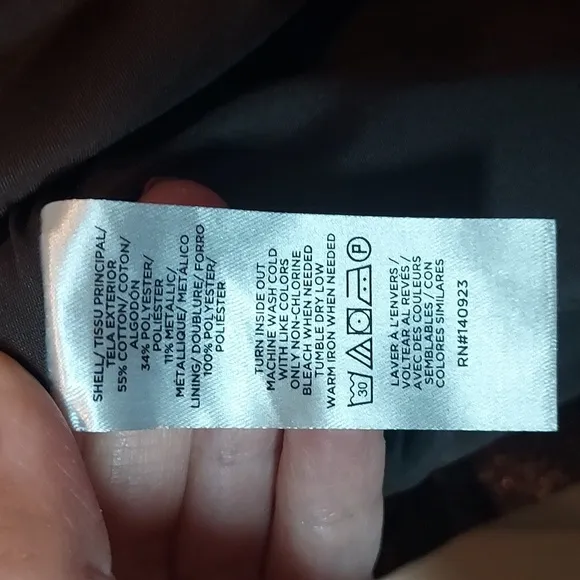 SHELL/ TISSU PRINCIPAL/
TELA EXTERIOR
55% COTTON/ COTON/
ALGODÓN
34% POLYESTER/
POLIÉSTER
11% METALLIC/
MÉTALLIQUE/ METÁLICO
LINING/ DOUBLURE/ FORRO
100% POLYESTER/
POLIÉSTER
TURN INSIDE OUT
MACHINE WASH COLD
WITH LIKE COLORS
ONLY NON-CHLORINE
BLEACH WHEN NEEDED
TUMBLE DRY LOW
WARM IRON WHEN NEEDED
30 P
LAVER À L'ENVERS /
VOLTEAR AL REVÉS /
AVEC DES COULEURS
SEMBLABLES / CON
COLORES SIMILARES
RN#140923